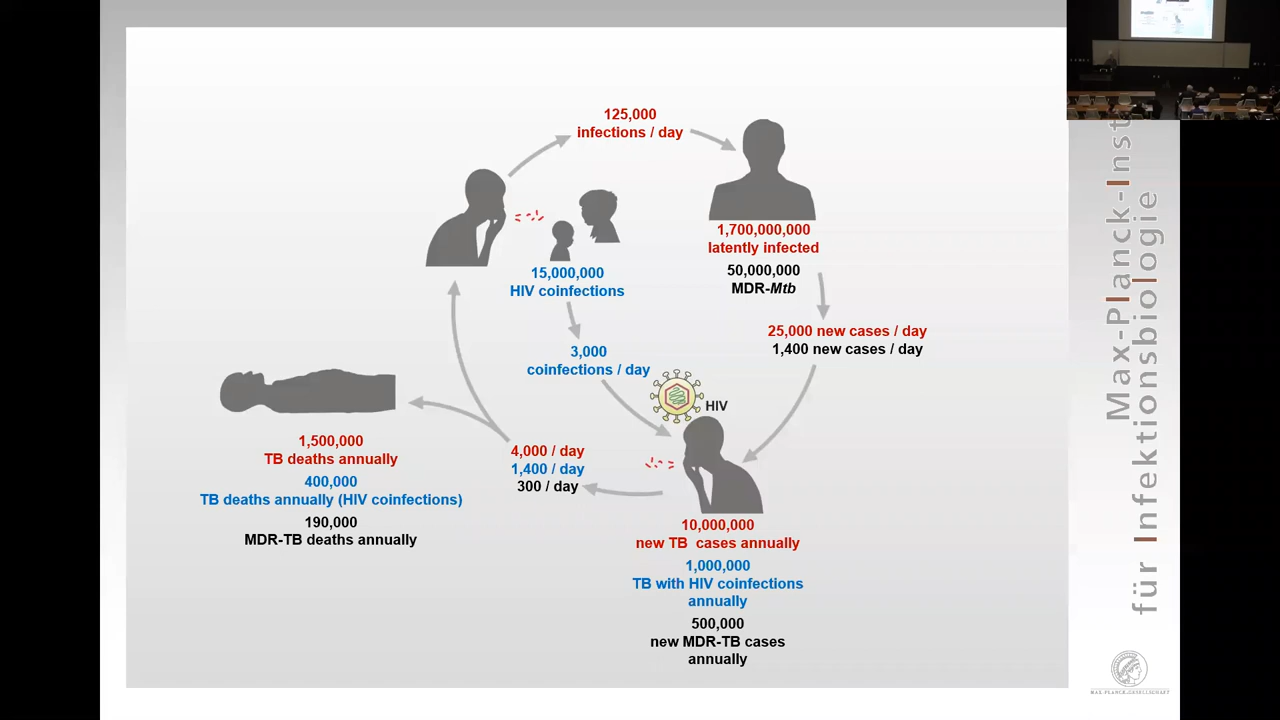 125,000
infections / day
1,700,000,000
latently infected
50,000,000
MDR-Mtb
15,000,000
HIV coinfections
25,000 new cases / day
1,400 new cases / day
3,000
coinfections / day
HIV
1,500,000
TB deaths annually
400,000
TB deaths annually (HIV coinfections)
190,000
MDR-TB deaths annually
4,000 / day
1,400 / day
300 / day
10,000,000
new TB cases annually
1,000,000
TB with HIV coinfections
annually
500,000
new MDR-TB cases
annually
Max-Planck-Inst
für Infektionsbiologie
MAX-PLANCK-GESELLSCHAFT